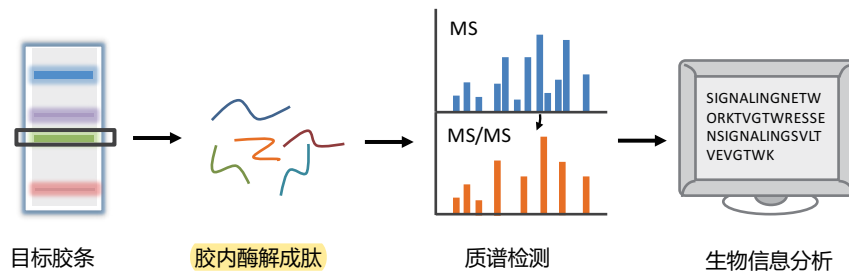 MS
MS/MS
SIGNALINGNETW
ORKTVGTWRESSE
NSIGNALINGSVLT
VEVGTWK
目标胶条
胶内酶解成肽
质谱检测
生物信息分析